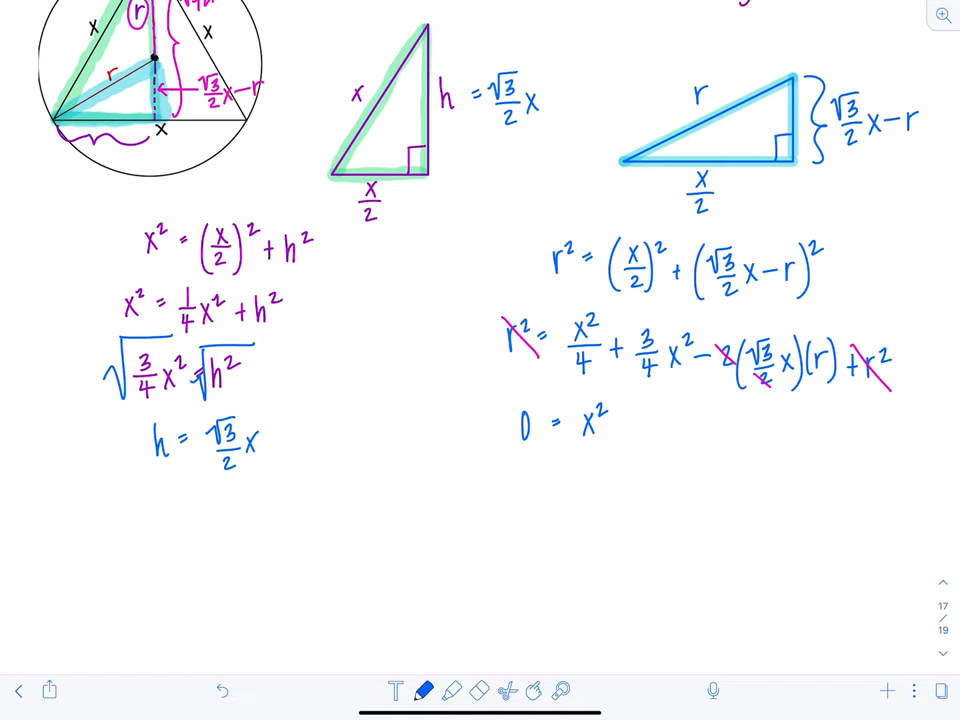 r
x
x
r
√3/2 x − r
x
x
h = √3/2 x
x/2
r
√3/2 x − r
x/2
x² = (x/2)² + h²
x² = 1/4 x² + h²
√(3/4 x²) = √(h²)
h = √3/2 x
r² = (x/2)² + (√3/2 x − r)²
r² = x²/4 + 3/4 x² − 2(√3/2 x)(r) + r²
0 = x²
17
/
19
T